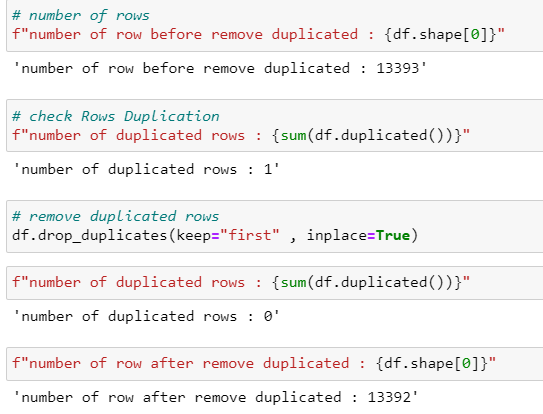 # number of rows
f"number of row before remove duplicated : {df.shape[0]}"
'number of row before remove duplicated : 13393'
# check Rows Duplication
f"number of duplicated rows : {sum(df.duplicated())}"
'number of duplicated rows : 1'
# remove duplicated rows
df.drop_duplicates(keep="first" , inplace=True)
f"number of duplicated rows : {sum(df.duplicated())}"
'number of duplicated rows : 0'
f"number of row after remove duplicated : {df.shape[0]}"
'number of row after remove duplicated : 13392'